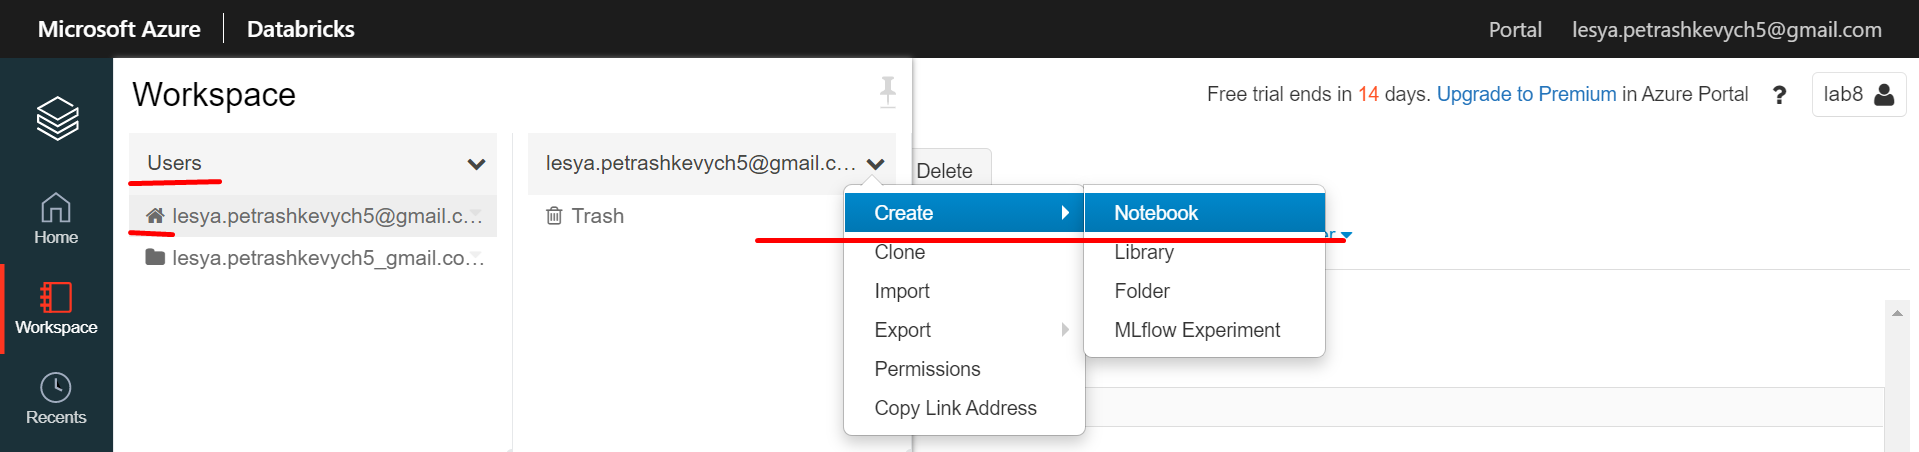 Microsoft Azure Databricks Portal lesya.petrashkevych5@gmail.com
Workspace
Free trial ends in 14 days. Upgrade to Premium in Azure Portal ? lab8
Users
lesya.petrashkevych5@gmail.c...
Delete
lesya.petrashkevych5@gmail.c...
Trash
lesya.petrashkevych5_gmail.co...
Create
Notebook
Clone
Library
Import
Folder
Export
MLflow Experiment
Permissions
Copy Link Address
Home
Workspace
Recents